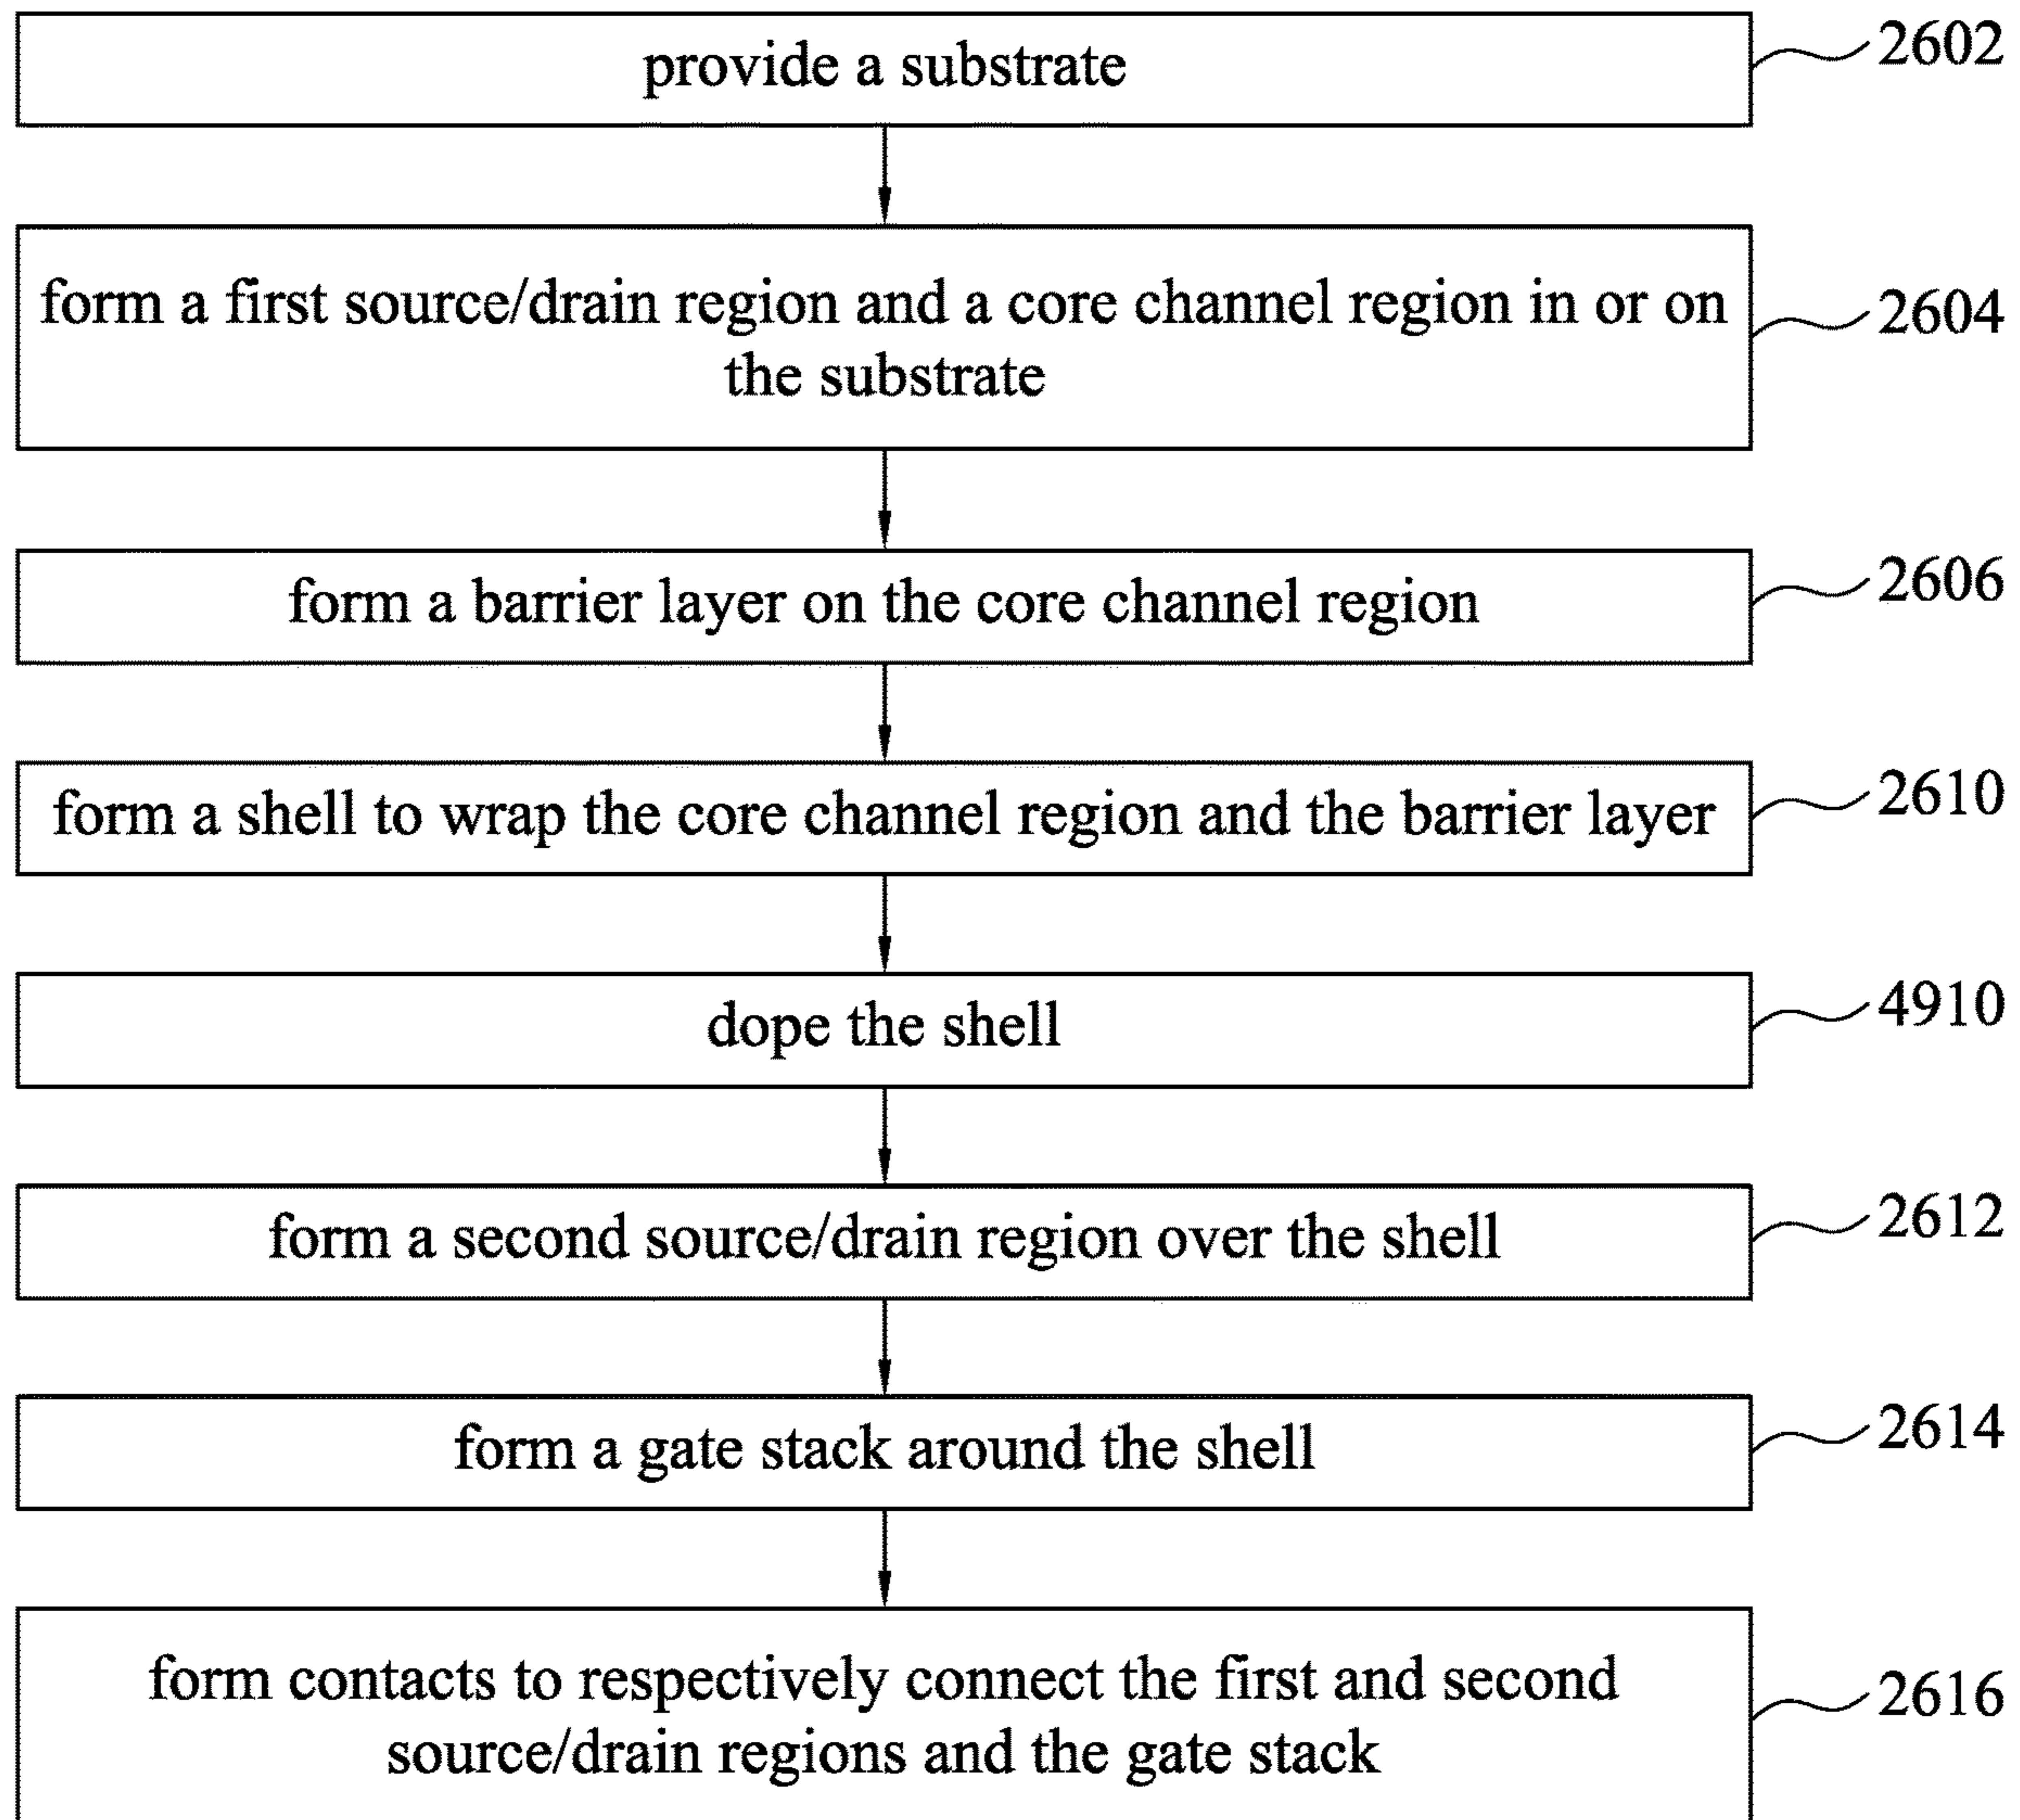 provide a substrate
2602
form a first source/drain region and a core channel region in or on
the substrate
2604
form a barrier layer on the core channel region
2606
form a shell to wrap the core channel region and the barrier layer
2610
dope the shell
4910
form a second source/drain region over the shell
2612
form a gate stack around the shell
2614
form contacts to respectively connect the first and second
source/drain regions and the gate stack
2616